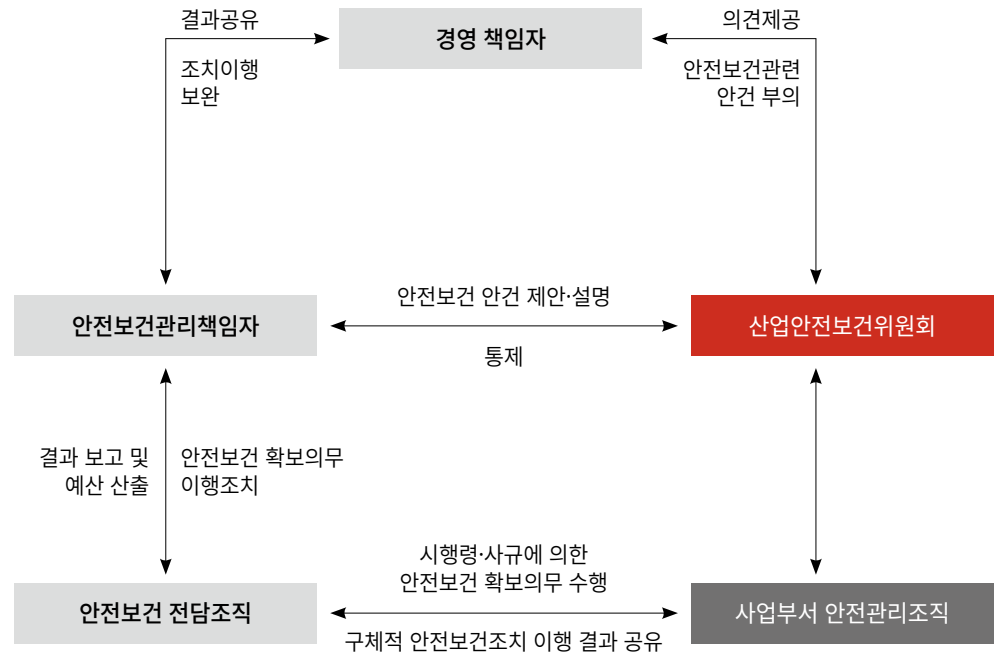 결과공유
경영 책임자
의견제공
조치이행
보완
안전보건관련
안건 부의
안전보건 안건 제안·설명
안전보건관리책임자
산업안전보건위원회
통제
결과 보고 및
예산 산출
안전보건 확보의무
이행조치
시행령·사규에 의한
안전보건 확보의무 수행
안전보건 전담조직
사업부서 안전관리조직
구체적 안전보건조치 이행 결과 공유